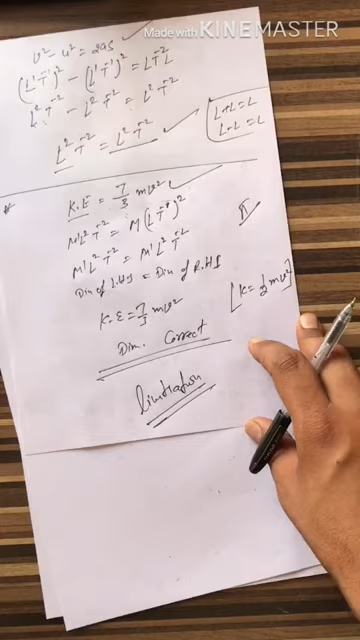 Made with KINEMASTER
v² - u² = 2as
(L¹T⁻¹)² - (L¹T⁻¹)² = LT⁻²L
L²T⁻² - L²T⁻² = L²T⁻²
L²T⁻² = L²T⁻²
L+L=L
L-L=L
# K.E = 7/3 mv²
M¹L²T⁻² = M(LT⁻¹)²
M¹L²T⁻² = M¹L²T⁻²
Dim of L.H.S = Dim of R.H.S
K.E = 7/3 mv²
[K = 1/2 mv²]
Dim. Correct
limitation